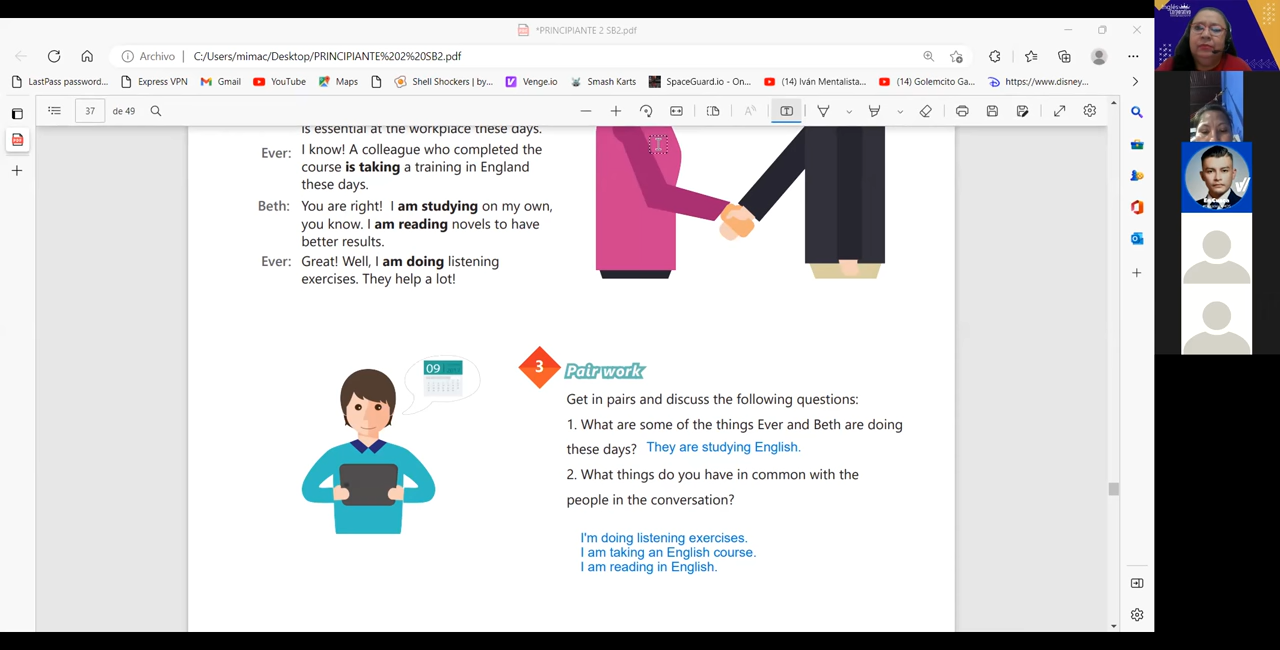 *PRINCIPIANTE 2 SB2.pdf
Archivo
C:/Users/mimac/Desktop/PRINCIPIANTE%202%20SB2.pdf
LastPass password...
Express VPN
Gmail
YouTube
Maps
Shell Shockers | by...
Venge.io
Smash Karts
SpaceGuard.io - On...
(14) Iván Mentalista...
(14) Golemcito Ga...
https://www.disney...
37 de 49
is essential at the workplace these days.
Ever: I know! A colleague who completed the
course is taking a training in England
these days.
Beth: You are right! I am studying on my own,
you know. I am reading novels to have
better results.
Ever: Great! Well, I am doing listening
exercises. They help a lot!
09
3 Pair work
Get in pairs and discuss the following questions:
1. What are some of the things Ever and Beth are doing
these days? They are studying English.
2. What things do you have in common with the
people in the conversation?
I'm doing listening exercises.
I am taking an English course.
I am reading in English.